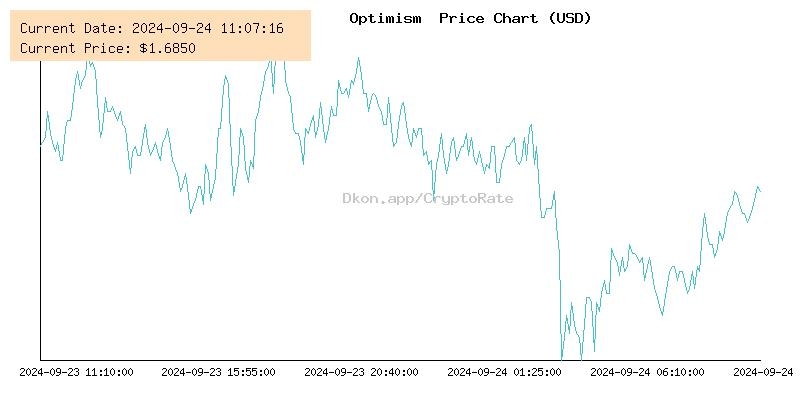 Optimism  Price Chart (USD)
Current Date: 2024-09-24 11:07:16
Current Price: $1.6850
Dkon.app/CryptoRate
2024-09-23 11:10:00 2024-09-23 15:55:00 2024-09-23 20:40:00 2024-09-24 01:25:00 2024-09-24 06:10:00 2024-09-24